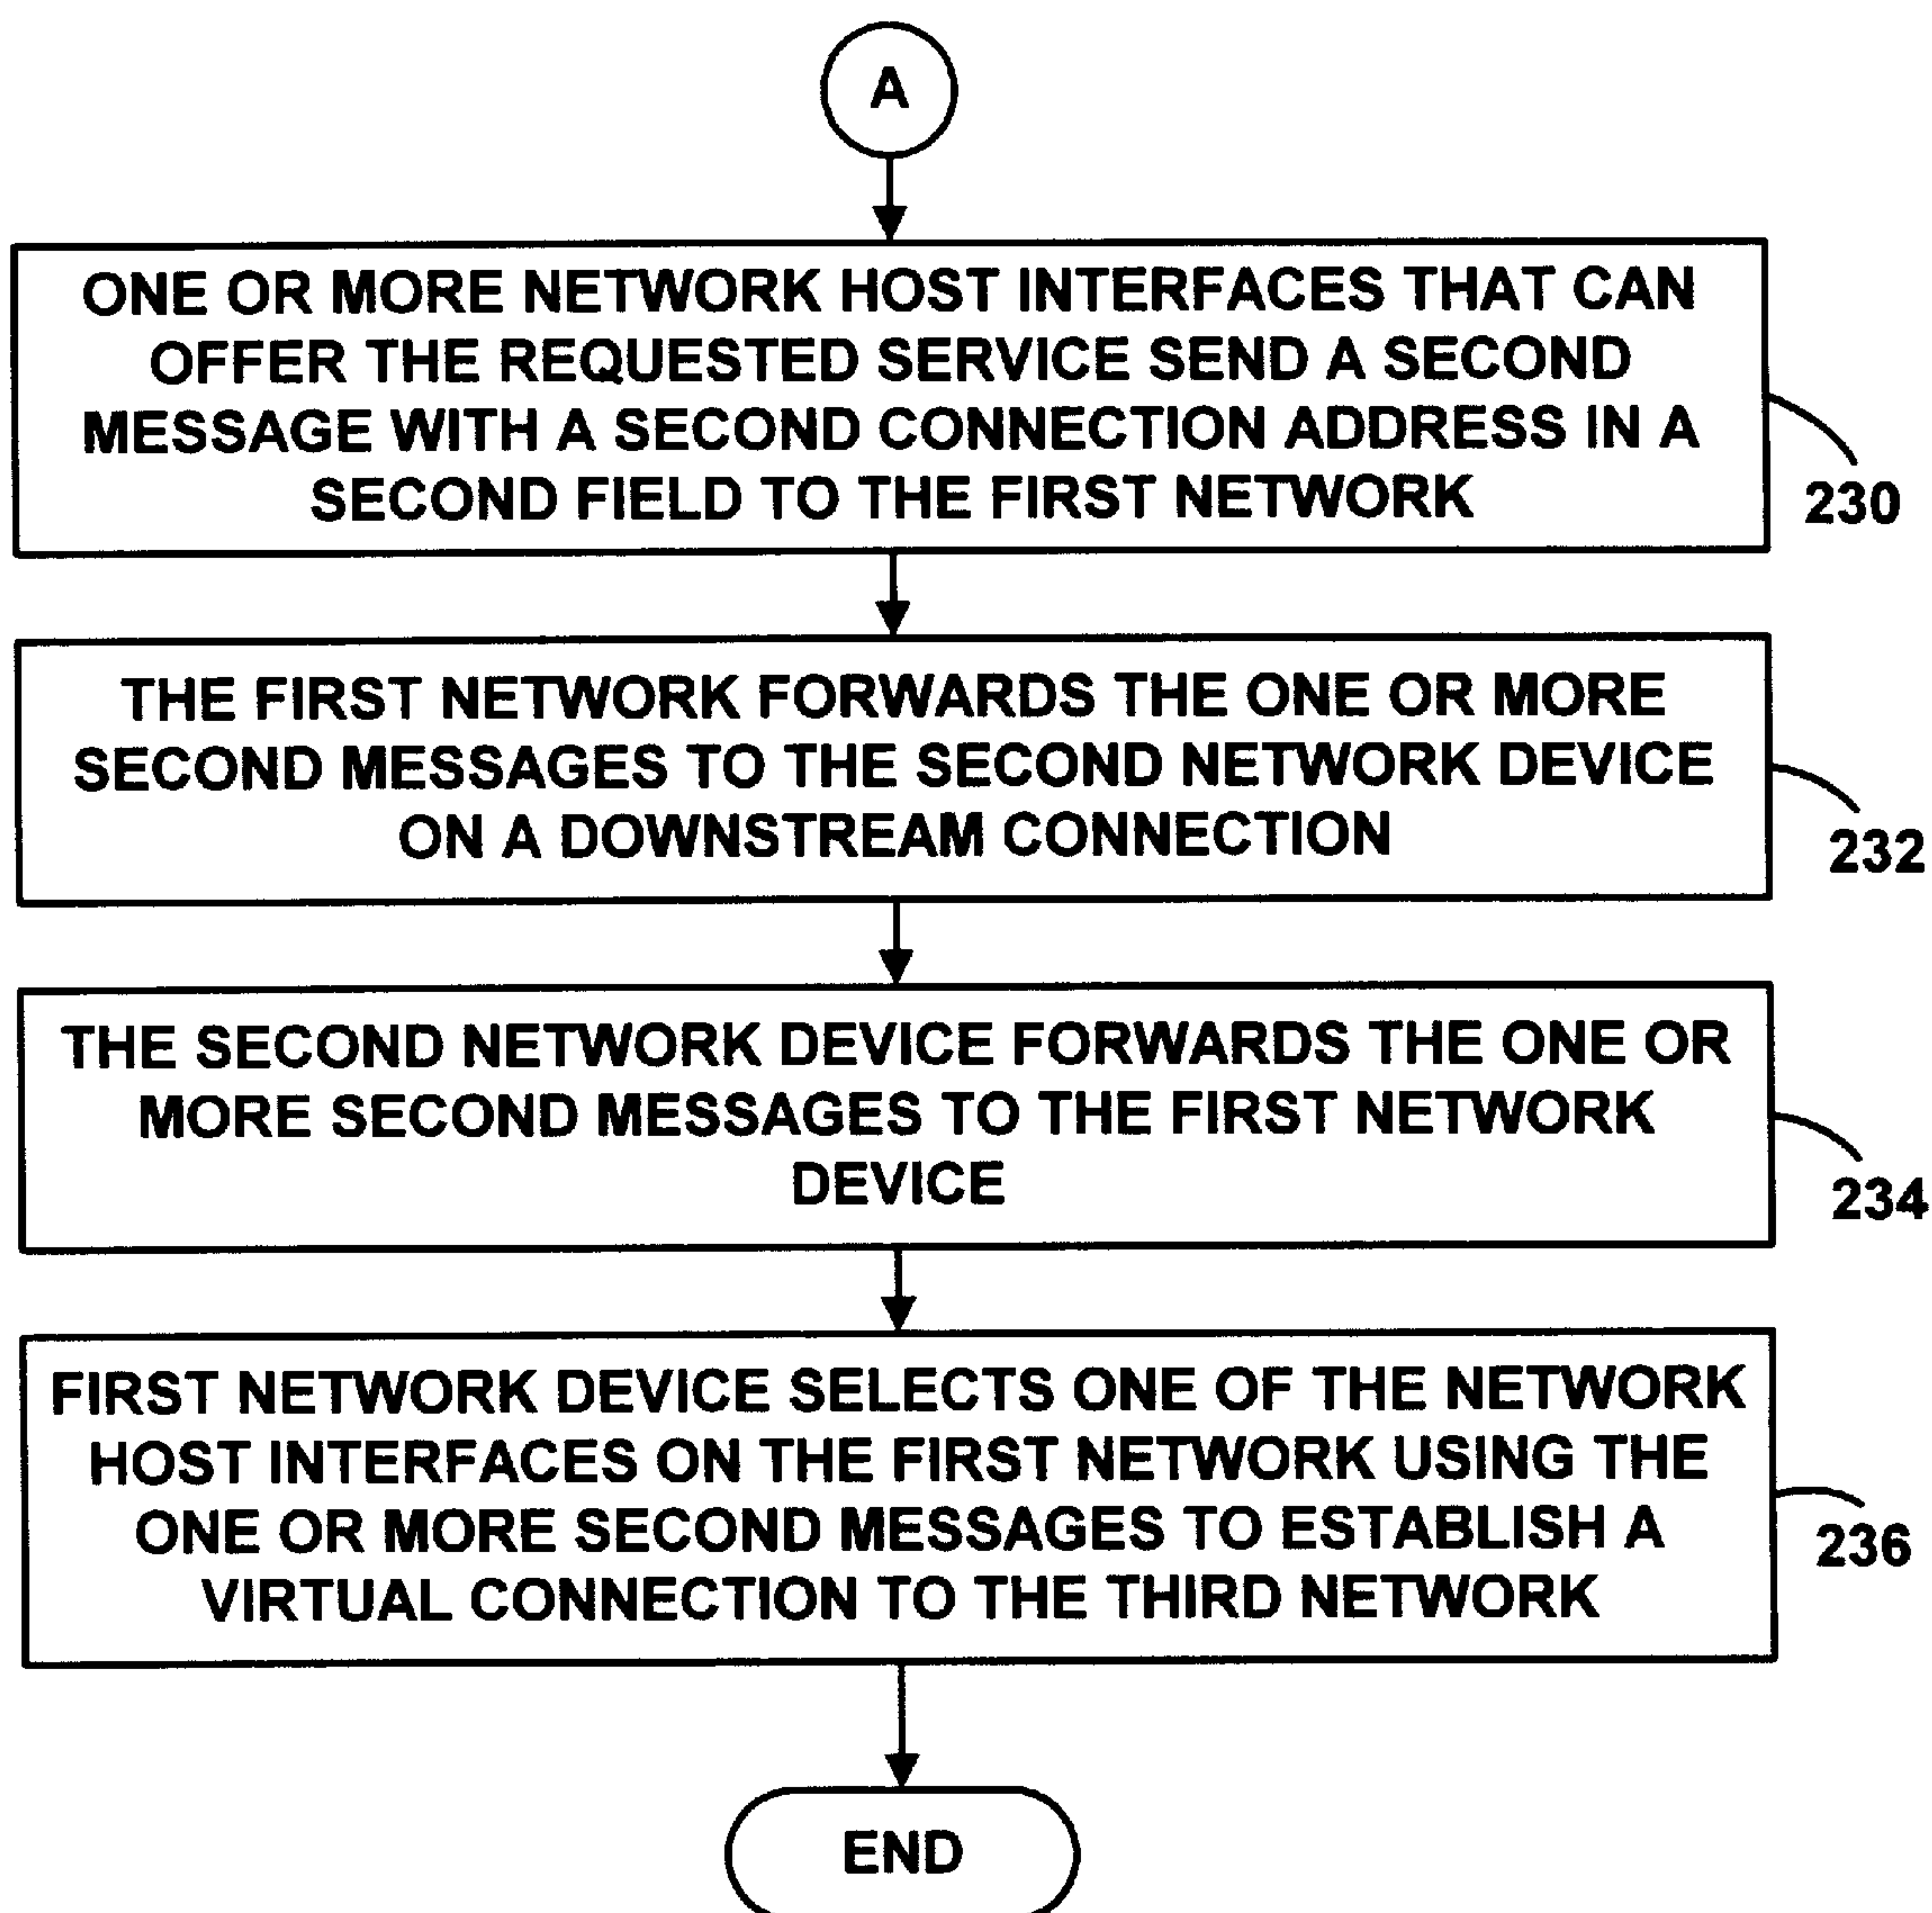 A
ONE OR MORE NETWORK HOST INTERFACES THAT CAN
OFFER THE REQUESTED SERVICE SEND A SECOND
MESSAGE WITH A SECOND CONNECTION ADDRESS IN A
SECOND FIELD TO THE FIRST NETWORK
230
THE FIRST NETWORK FORWARDS THE ONE OR MORE
SECOND MESSAGES TO THE SECOND NETWORK DEVICE
ON A DOWNSTREAM CONNECTION
232
THE SECOND NETWORK DEVICE FORWARDS THE ONE OR
MORE SECOND MESSAGES TO THE FIRST NETWORK
DEVICE
234
FIRST NETWORK DEVICE SELECTS ONE OF THE NETWORK
HOST INTERFACES ON THE FIRST NETWORK USING THE
ONE OR MORE SECOND MESSAGES TO ESTABLISH A
VIRTUAL CONNECTION TO THE THIRD NETWORK
236
END